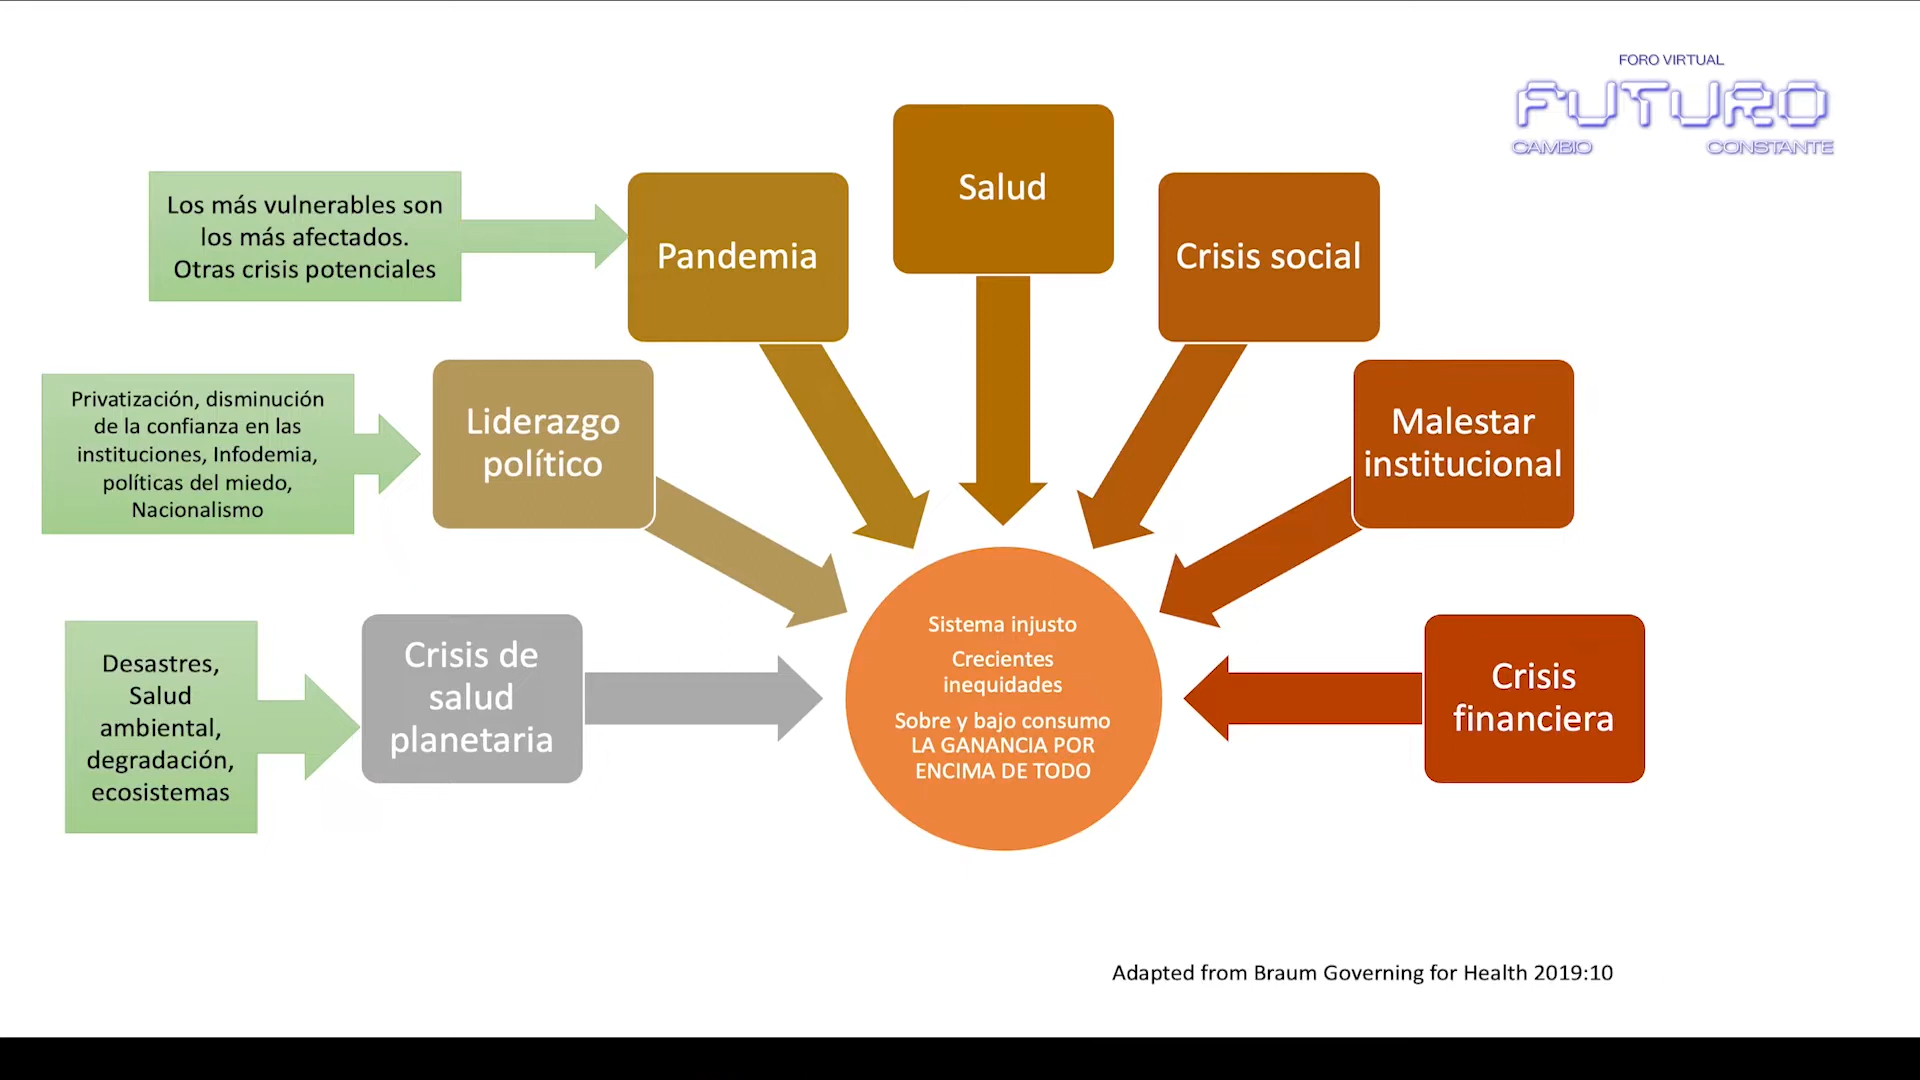 FORO VIRTUAL
FUTURO
CAMBIO CONSTANTE
Salud
Los más vulnerables son
los más afectados.
Otras crisis potenciales
Pandemia
Crisis social
Privatización, disminución
de la confianza en las
instituciones, Infodemia,
políticas del miedo,
Nacionalismo
Liderazgo
político
Malestar
institucional
Desastres,
Salud
ambiental,
degradación,
ecosistemas
Crisis de
salud
planetaria
Sistema injusto
Crecientes
inequidades
Sobre y bajo consumo
LA GANANCIA POR
ENCIMA DE TODO
Crisis
financiera
Adapted from Braum Governing for Health 2019:10